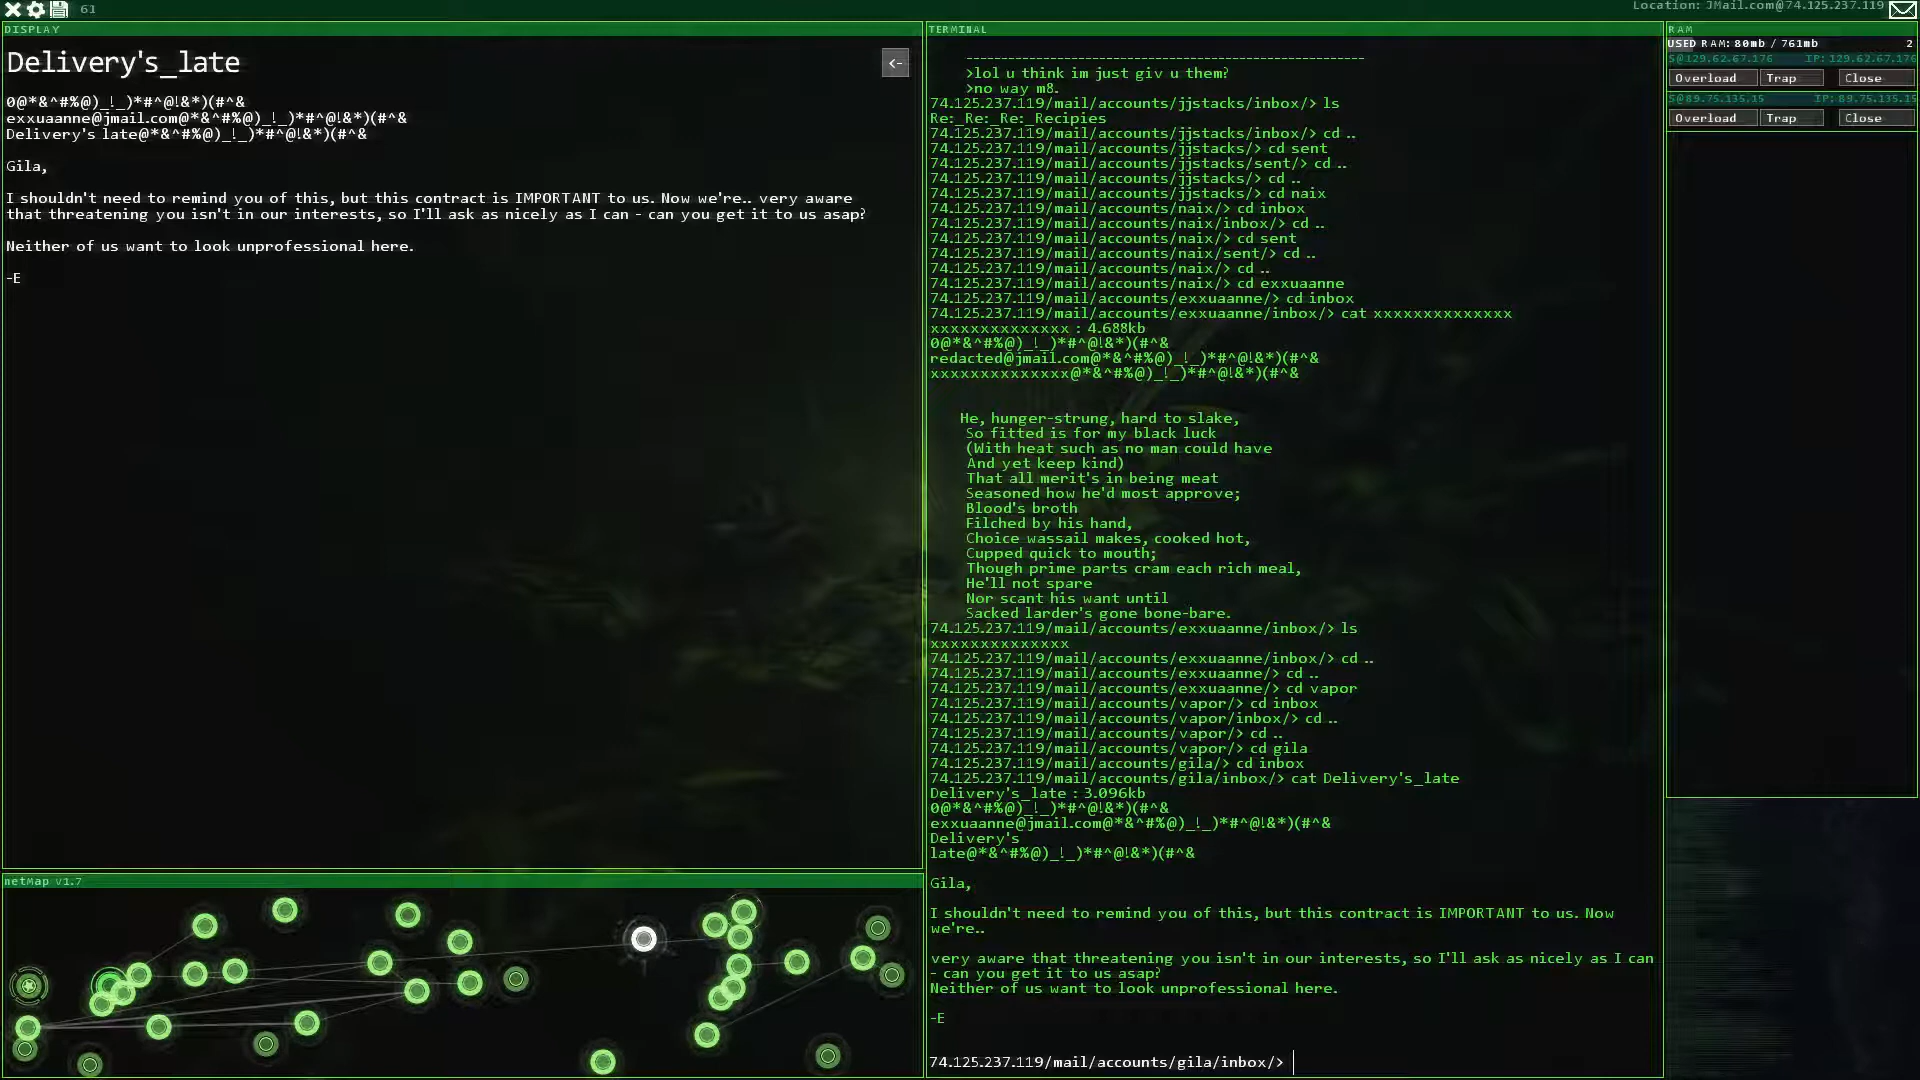 61
Location: JMail.com@74.125.237.119
DISPLAY
Delivery's_late
<-
0@*&^#%@)_!_)*#^@!&*)(#^&
exxuaanne@jmail.com@*&^#%@)_!_)*#^@!&*)(#^&
Delivery's late@*&^#%@)_!_)*#^@!&*)(#^&
Gila,
I shouldn't need to remind you of this, but this contract is IMPORTANT to us. Now we're.. very aware
that threatening you isn't in our interests, so I'll ask as nicely as I can - can you get it to us asap?
Neither of us want to look unprofessional here.
-E
netMap v1.7
TERMINAL
------------------------------------------------------
>lol u think im just giv u them?
>no way m8.
74.125.237.119/mail/accounts/jjstacks/inbox/> ls
Re:_Re:_Re:_Recipies
74.125.237.119/mail/accounts/jjstacks/inbox/> cd ..
74.125.237.119/mail/accounts/jjstacks/> cd sent
74.125.237.119/mail/accounts/jjstacks/sent/> cd ..
74.125.237.119/mail/accounts/jjstacks/> cd ..
74.125.237.119/mail/accounts/jjstacks/> cd naix
74.125.237.119/mail/accounts/naix/> cd inbox
74.125.237.119/mail/accounts/naix/inbox/> cd ..
74.125.237.119/mail/accounts/naix/> cd sent
74.125.237.119/mail/accounts/naix/sent/> cd ..
74.125.237.119/mail/accounts/naix/> cd ..
74.125.237.119/mail/accounts/naix/> cd exxuaanne
74.125.237.119/mail/accounts/exxuaanne/> cd inbox
74.125.237.119/mail/accounts/exxuaanne/inbox/> cat xxxxxxxxxxxxxx
xxxxxxxxxxxxxx : 4.688kb
0@*&^#%@)_!_)*#^@!&*)(#^&
redacted@jmail.com@*&^#%@)_!_)*#^@!&*)(#^&
xxxxxxxxxxxxxx@*&^#%@)_!_)*#^@!&*)(#^&
He, hunger-strung, hard to slake,
So fitted is for my black luck
(With heat such as no man could have
And yet keep kind)
That all merit's in being meat
Seasoned how he'd most approve;
Blood's broth
Filched by his hand,
Choice wassail makes, cooked hot,
Cupped quick to mouth;
Though prime parts cram each rich meal,
He'll not spare
Nor scant his want until
Sacked larder's gone bone-bare.
74.125.237.119/mail/accounts/exxuaanne/inbox/> ls
xxxxxxxxxxxxxx
74.125.237.119/mail/accounts/exxuaanne/inbox/> cd ..
74.125.237.119/mail/accounts/exxuaanne/> cd ..
74.125.237.119/mail/accounts/exxuaanne/> cd vapor
74.125.237.119/mail/accounts/vapor/> cd inbox
74.125.237.119/mail/accounts/vapor/inbox/> cd ..
74.125.237.119/mail/accounts/vapor/> cd ..
74.125.237.119/mail/accounts/vapor/> cd gila
74.125.237.119/mail/accounts/gila/> cd inbox
74.125.237.119/mail/accounts/gila/inbox/> cat Delivery's_late
Delivery's_late : 3.096kb
0@*&^#%@)_!_)*#^@!&*)(#^&
exxuaanne@jmail.com@*&^#%@)_!_)*#^@!&*)(#^&
Delivery's
late@*&^#%@)_!_)*#^@!&*)(#^&
Gila,
I shouldn't need to remind you of this, but this contract is IMPORTANT to us. Now
we're..
very aware that threatening you isn't in our interests, so I'll ask as nicely as I can
- can you get it to us asap?
Neither of us want to look unprofessional here.
-E
74.125.237.119/mail/accounts/gila/inbox/>
RAM
USED RAM: 80mb / 761mb 2
S@129.62.67.176 IP: 129.62.67.176
Overload Trap Close
S@89.75.135.15 IP: 89.75.135.15
Overload Trap Close